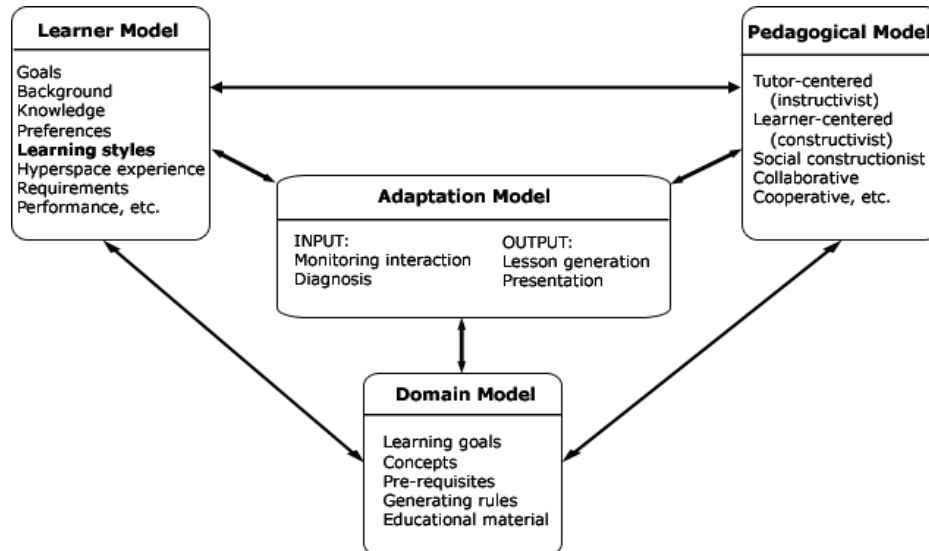 Learner Model
Goals
Background
Knowledge
Preferences
Learning styles
Hyperspace experience
Requirements
Performance, etc.
Pedagogical Model
Tutor-centered
(instructivist)
Learner-centered
(constructivist)
Social constructionist
Collaborative
Cooperative, etc.
Adaptation Model
INPUT:
Monitoring interaction
Diagnosis
OUTPUT:
Lesson generation
Presentation
Domain Model
Learning goals
Concepts
Pre-requisites
Generating rules
Educational material